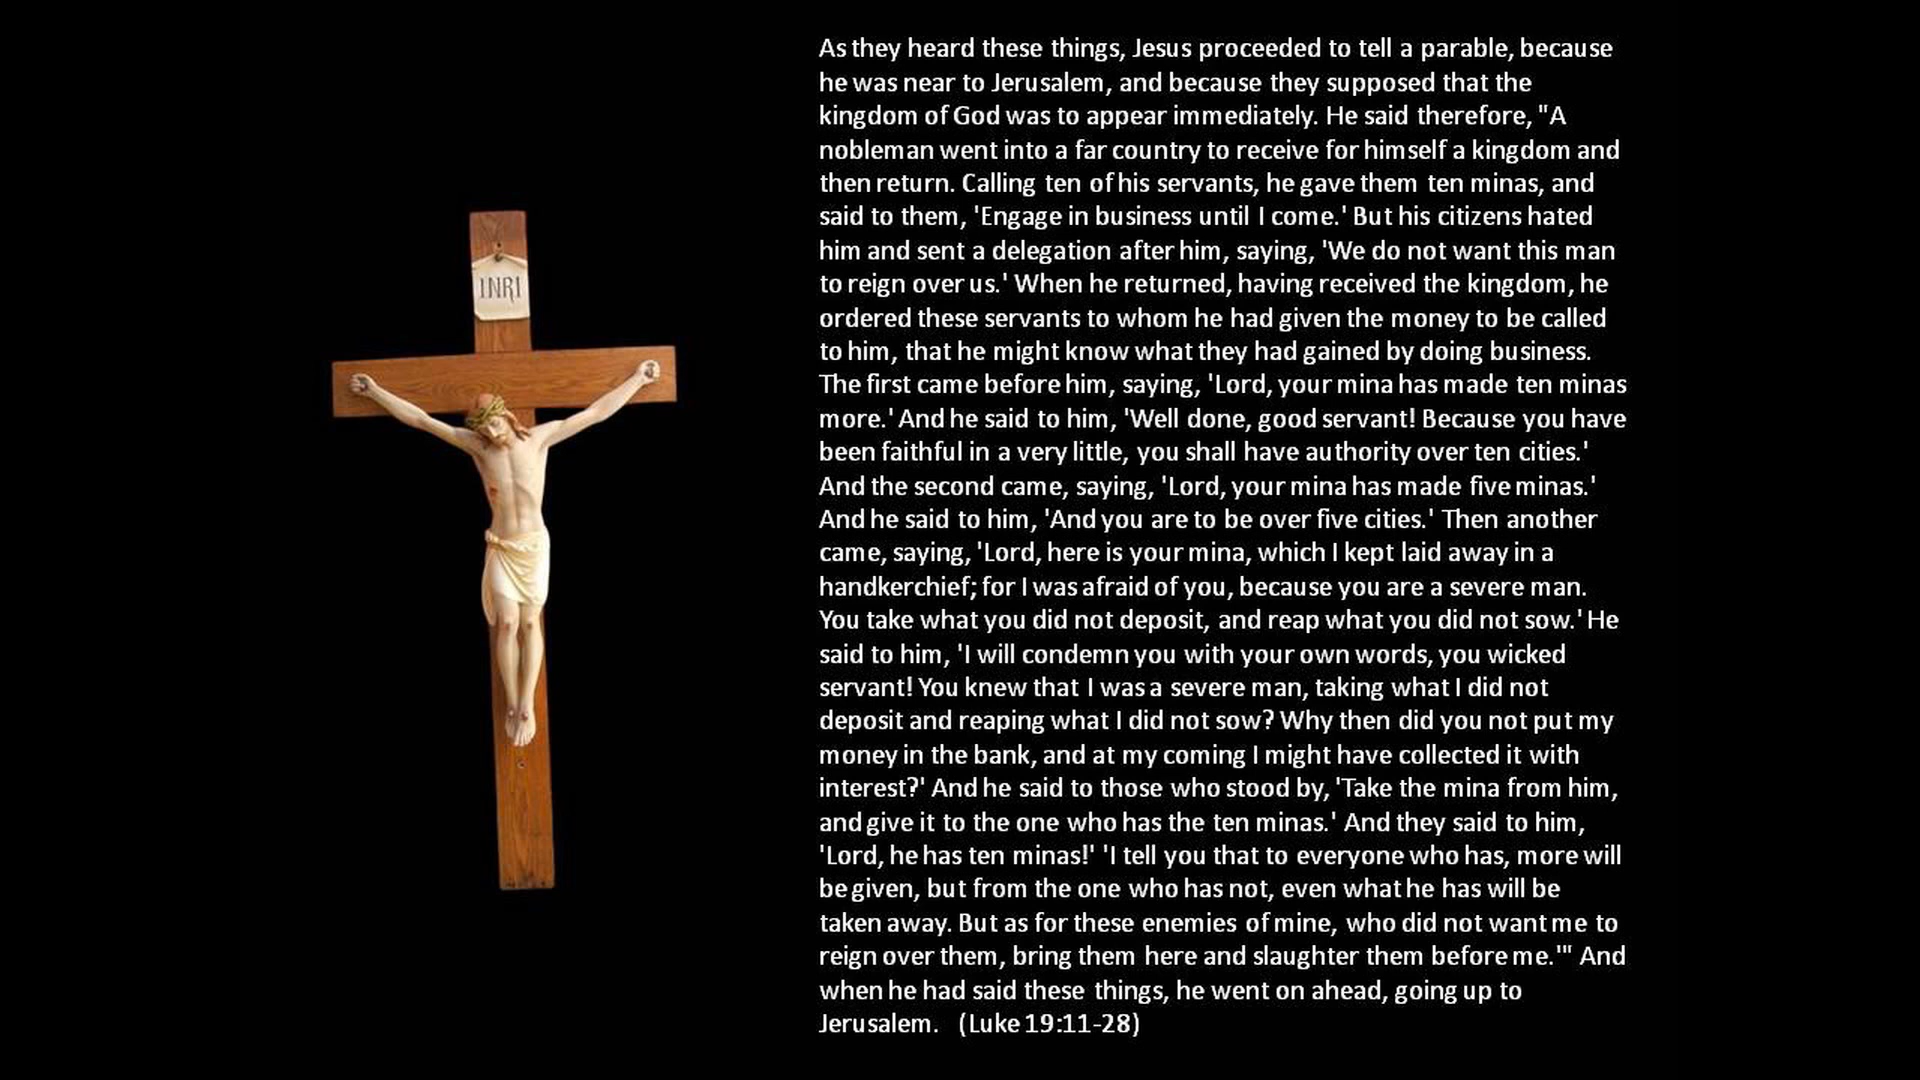 INRI
As they heard these things, Jesus proceeded to tell a parable, because
he was near to Jerusalem, and because they supposed that the
kingdom of God was to appear immediately. He said therefore, "A
nobleman went into a far country to receive for himself a kingdom and
then return. Calling ten of his servants, he gave them ten minas, and
said to them, 'Engage in business until I come.' But his citizens hated
him and sent a delegation after him, saying, 'We do not want this man
to reign over us.' When he returned, having received the kingdom, he
ordered these servants to whom he had given the money to be called
to him, that he might know what they had gained by doing business.
The first came before him, saying, 'Lord, your mina has made ten minas
more.' And he said to him, 'Well done, good servant! Because you have
been faithful in a very little, you shall have authority over ten cities.'
And the second came, saying, 'Lord, your mina has made five minas.'
And he said to him, 'And you are to be over five cities.' Then another
came, saying, 'Lord, here is your mina, which I kept laid away in a
handkerchief; for I was afraid of you, because you are a severe man.
You take what you did not deposit, and reap what you did not sow.' He
said to him, 'I will condemn you with your own words, you wicked
servant! You knew that I was a severe man, taking what I did not
deposit and reaping what I did not sow? Why then did you not put my
money in the bank, and at my coming I might have collected it with
interest?' And he said to those who stood by, 'Take the mina from him,
and give it to the one who has the ten minas.' And they said to him,
'Lord, he has ten minas!' 'I tell you that to everyone who has, more will
be given, but from the one who has not, even what he has will be
taken away. But as for these enemies of mine, who did not want me to
reign over them, bring them here and slaughter them before me.'" And
when he had said these things, he went on ahead, going up to
Jerusalem. (Luke 19:11-28)